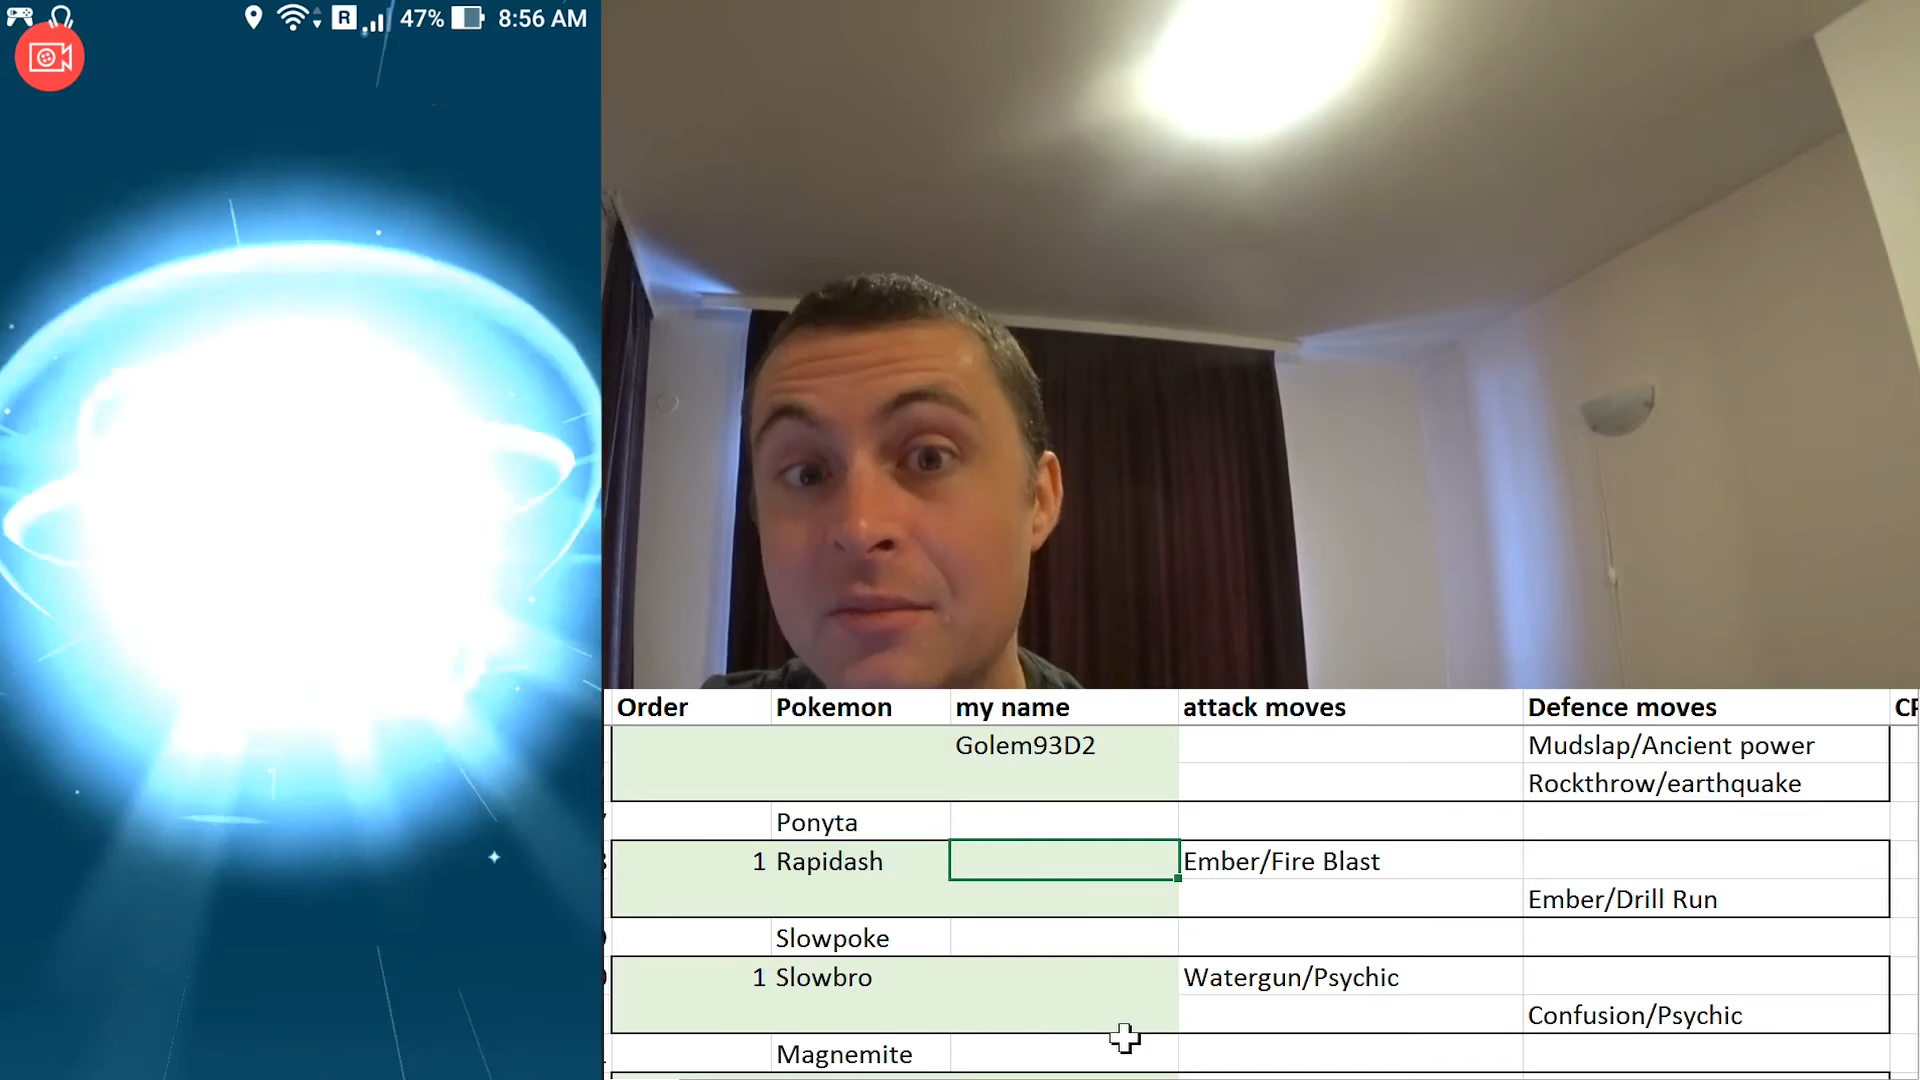 R 47% 8:56 AM
Order Pokemon my name attack moves Defence moves
Golem93D2 Mudslap/Ancient power
Rockthrow/earthquake
Ponyta
1 Rapidash Ember/Fire Blast
Ember/Drill Run
Slowpoke
1 Slowbro Watergun/Psychic
Confusion/Psychic
Magnemite